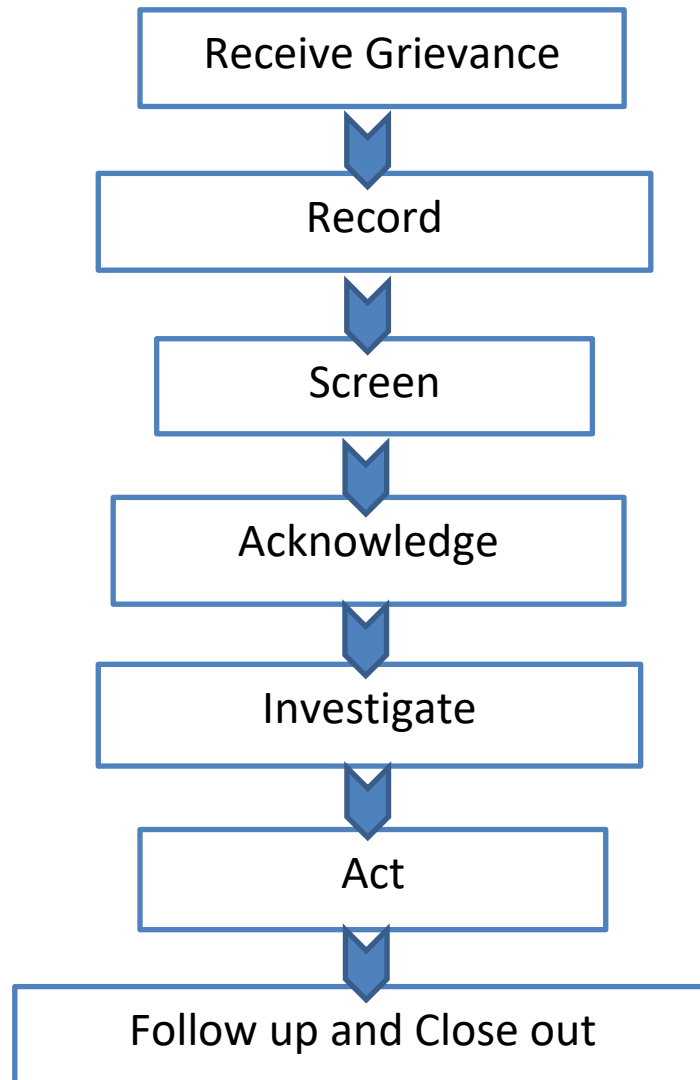 Receive Grievance
Record
Screen
Acknowledge
Investigate
Act
Follow up and Close out